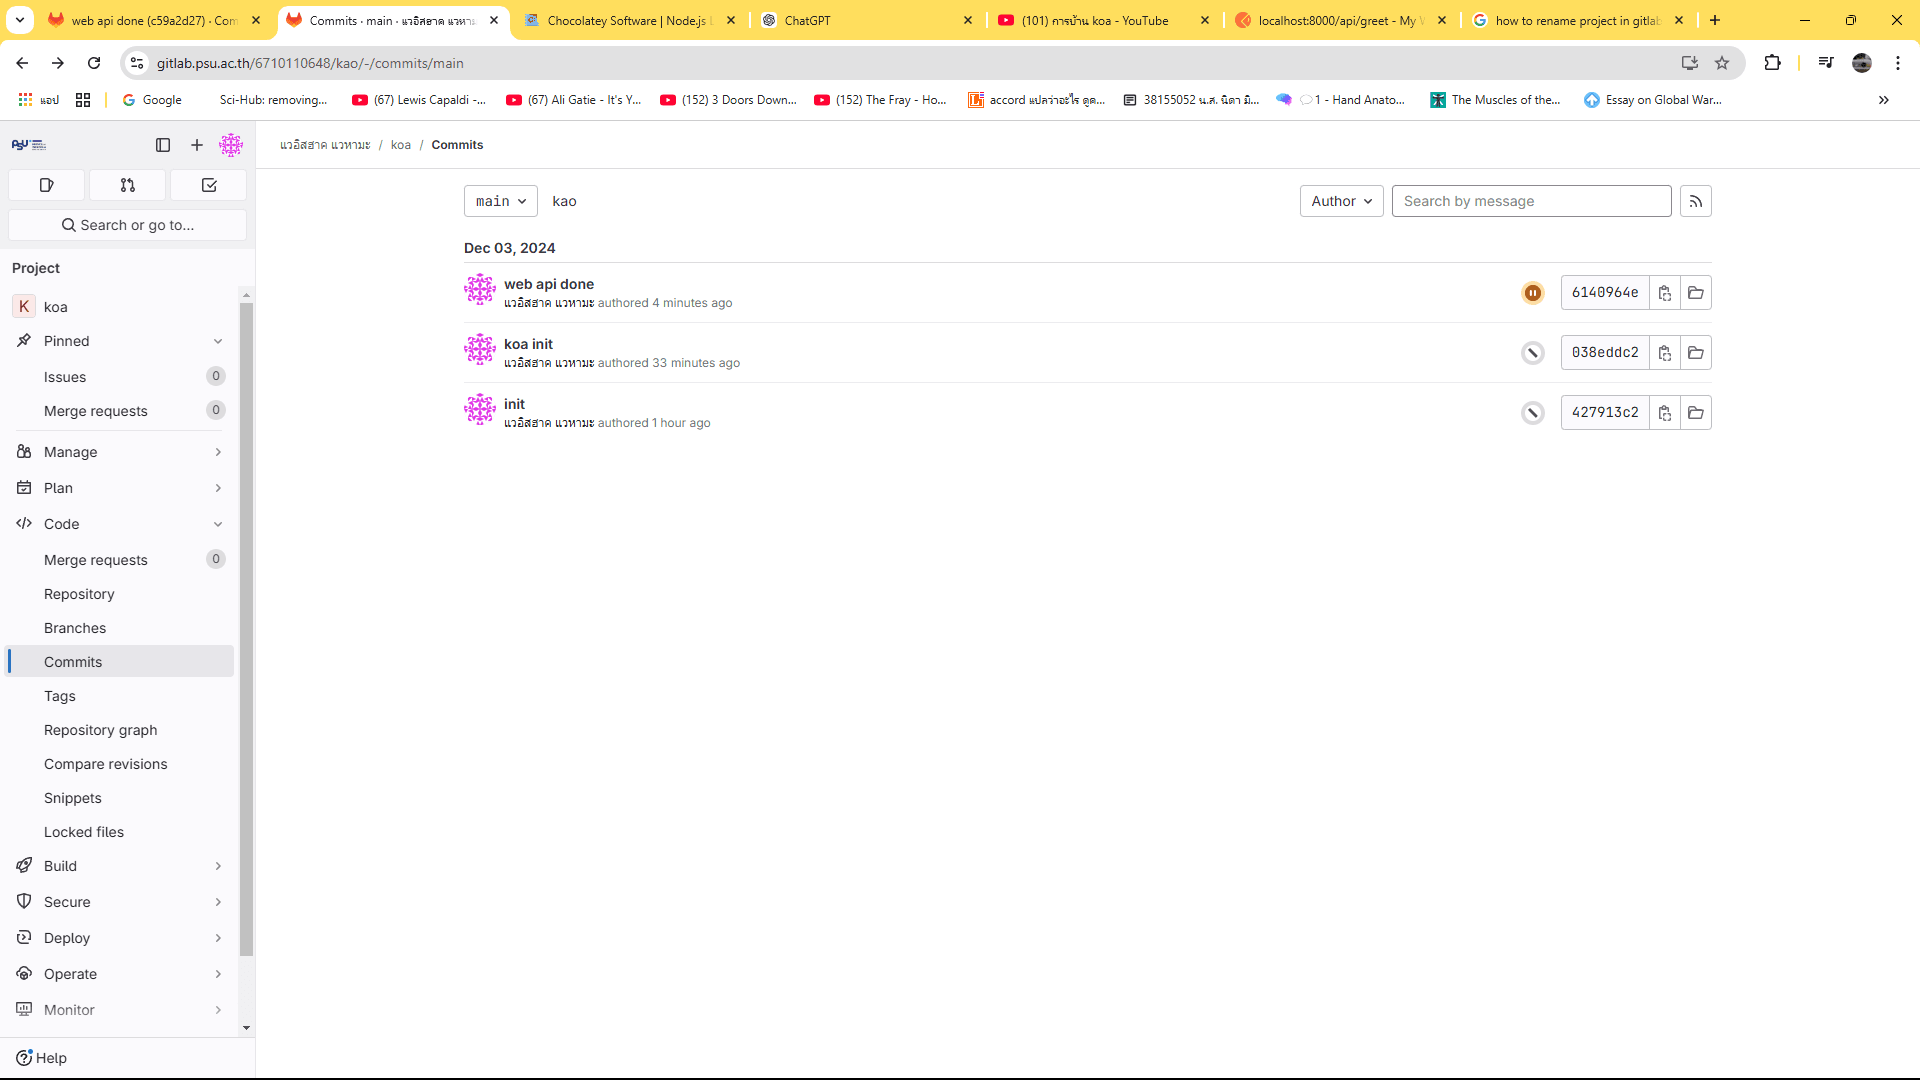 web api done (c59a2d27) · Com
Commits · main · แวอิสฮาค แวหามะ
Chocolatey Software | Node.js L
ChatGPT
(101) การบ้าน koa - YouTube
localhost:8000/api/greet - My W
how to rename project in gitlab
gitlab.psu.ac.th/6710110648/kao/-/commits/main
แอป
Google
Sci-Hub: removing...
(67) Lewis Capaldi -...
(67) Ali Gatie - It's Y...
(152) 3 Doors Down...
(152) The Fray - Ho...
accord แปลว่าอะไร ดูค...
38155052 น.ส. นิดา มิ...
1 - Hand Anato...
The Muscles of the...
Essay on Global War...
PSU
แวอิสฮาค แวหามะ / koa / Commits
main
kao
Author
Search by message
Search or go to...
Dec 03, 2024
web api done
แวอิสฮาค แวหามะ authored 4 minutes ago
6140964e
koa init
แวอิสฮาค แวหามะ authored 33 minutes ago
038eddc2
init
แวอิสฮาค แวหามะ authored 1 hour ago
427913c2
Project
K koa
Pinned
Issues 0
Merge requests 0
Manage
Plan
Code
Merge requests 0
Repository
Branches
Commits
Tags
Repository graph
Compare revisions
Snippets
Locked files
Build
Secure
Deploy
Operate
Monitor
Help